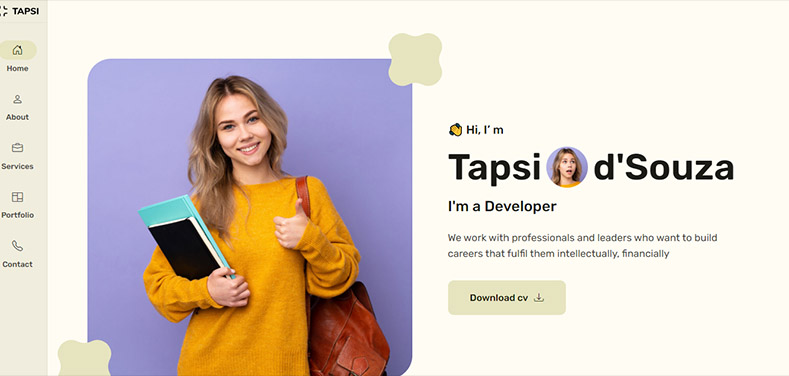 TAPSI
Home
About
Services
Portfolio
Contact
Hi, I' m
Tapsi d'Souza
I'm a Developer
We work with professionals and leaders who want to build
careers that fulfil them intellectually, financially
Download cv